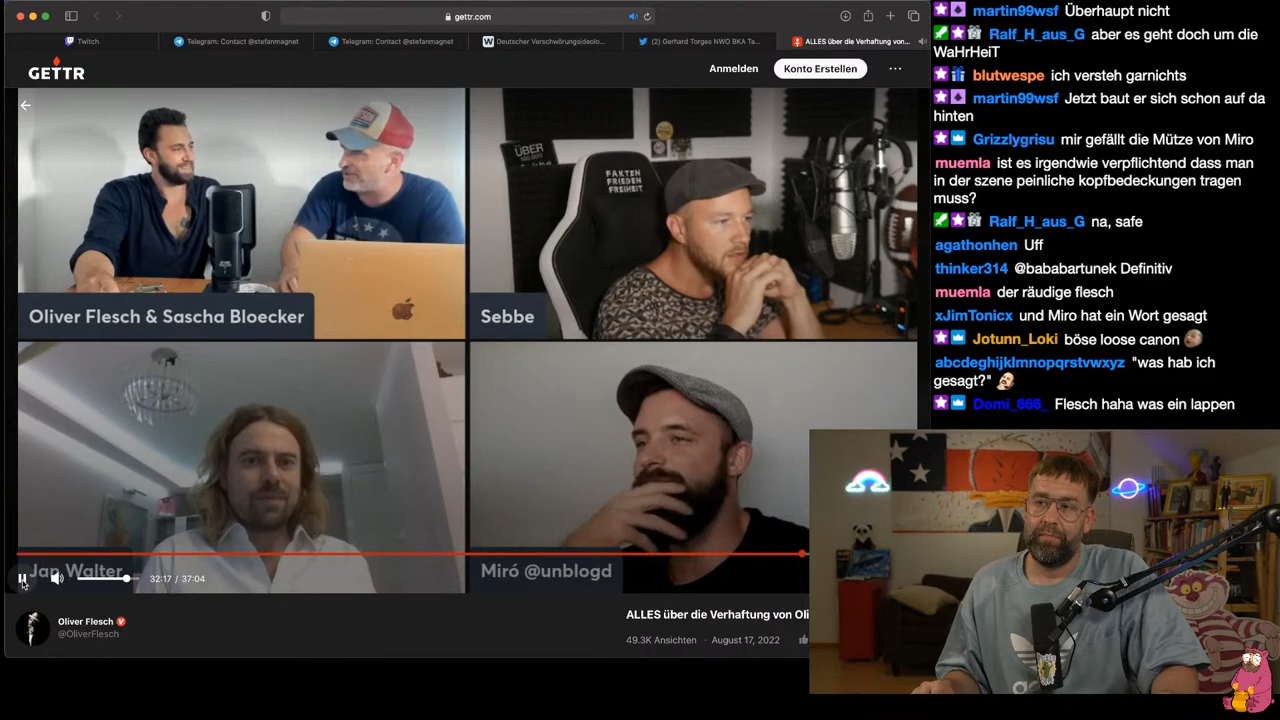 gettr.com
Twitch
Telegram: Contact @stefanmagnet
Telegram: Contact @stefanmagnet
Deutscher Verschwörungsideolo...
(2) Gerhard Torges NWO BKA Ta...
ALLES über die Verhaftung von...
GETTR
Anmelden
Konto Erstellen
ÜBER
FAKTEN
FRIEDEN
FREIHEIT
Oliver Flesch & Sascha Bloecker
Sebbe
Jan Walter
Miró @unblogd
32:17 / 37:04
Oliver Flesch
@OliverFlesch
ALLES über die Verhaftung von Oli
49.3K Ansichten · August 17, 2022
martin99wsf Überhaupt nicht
Ralf_H_aus_G aber es geht doch um die
WaHrHeiT
blutwespe ich versteh garnichts
martin99wsf Jetzt baut er sich schon auf da
hinten
Grizzlygrisu mir gefällt die Mütze von Miro
muemla ist es irgendwie verpflichtend dass man
in der szene peinliche kopfbedeckungen tragen
muss?
Ralf_H_aus_G na, safe
agathonhen Uff
thinker314 @bababartunek Definitiv
muemla der räudige flesch
xJimTonicx und Miro hat ein Wort gesagt
Jotunn_Loki böse loose canon
abcdeghijklmnopqrstvwxyz "was hab ich
gesagt?"
Domi_666_ Flesch haha was ein lappen